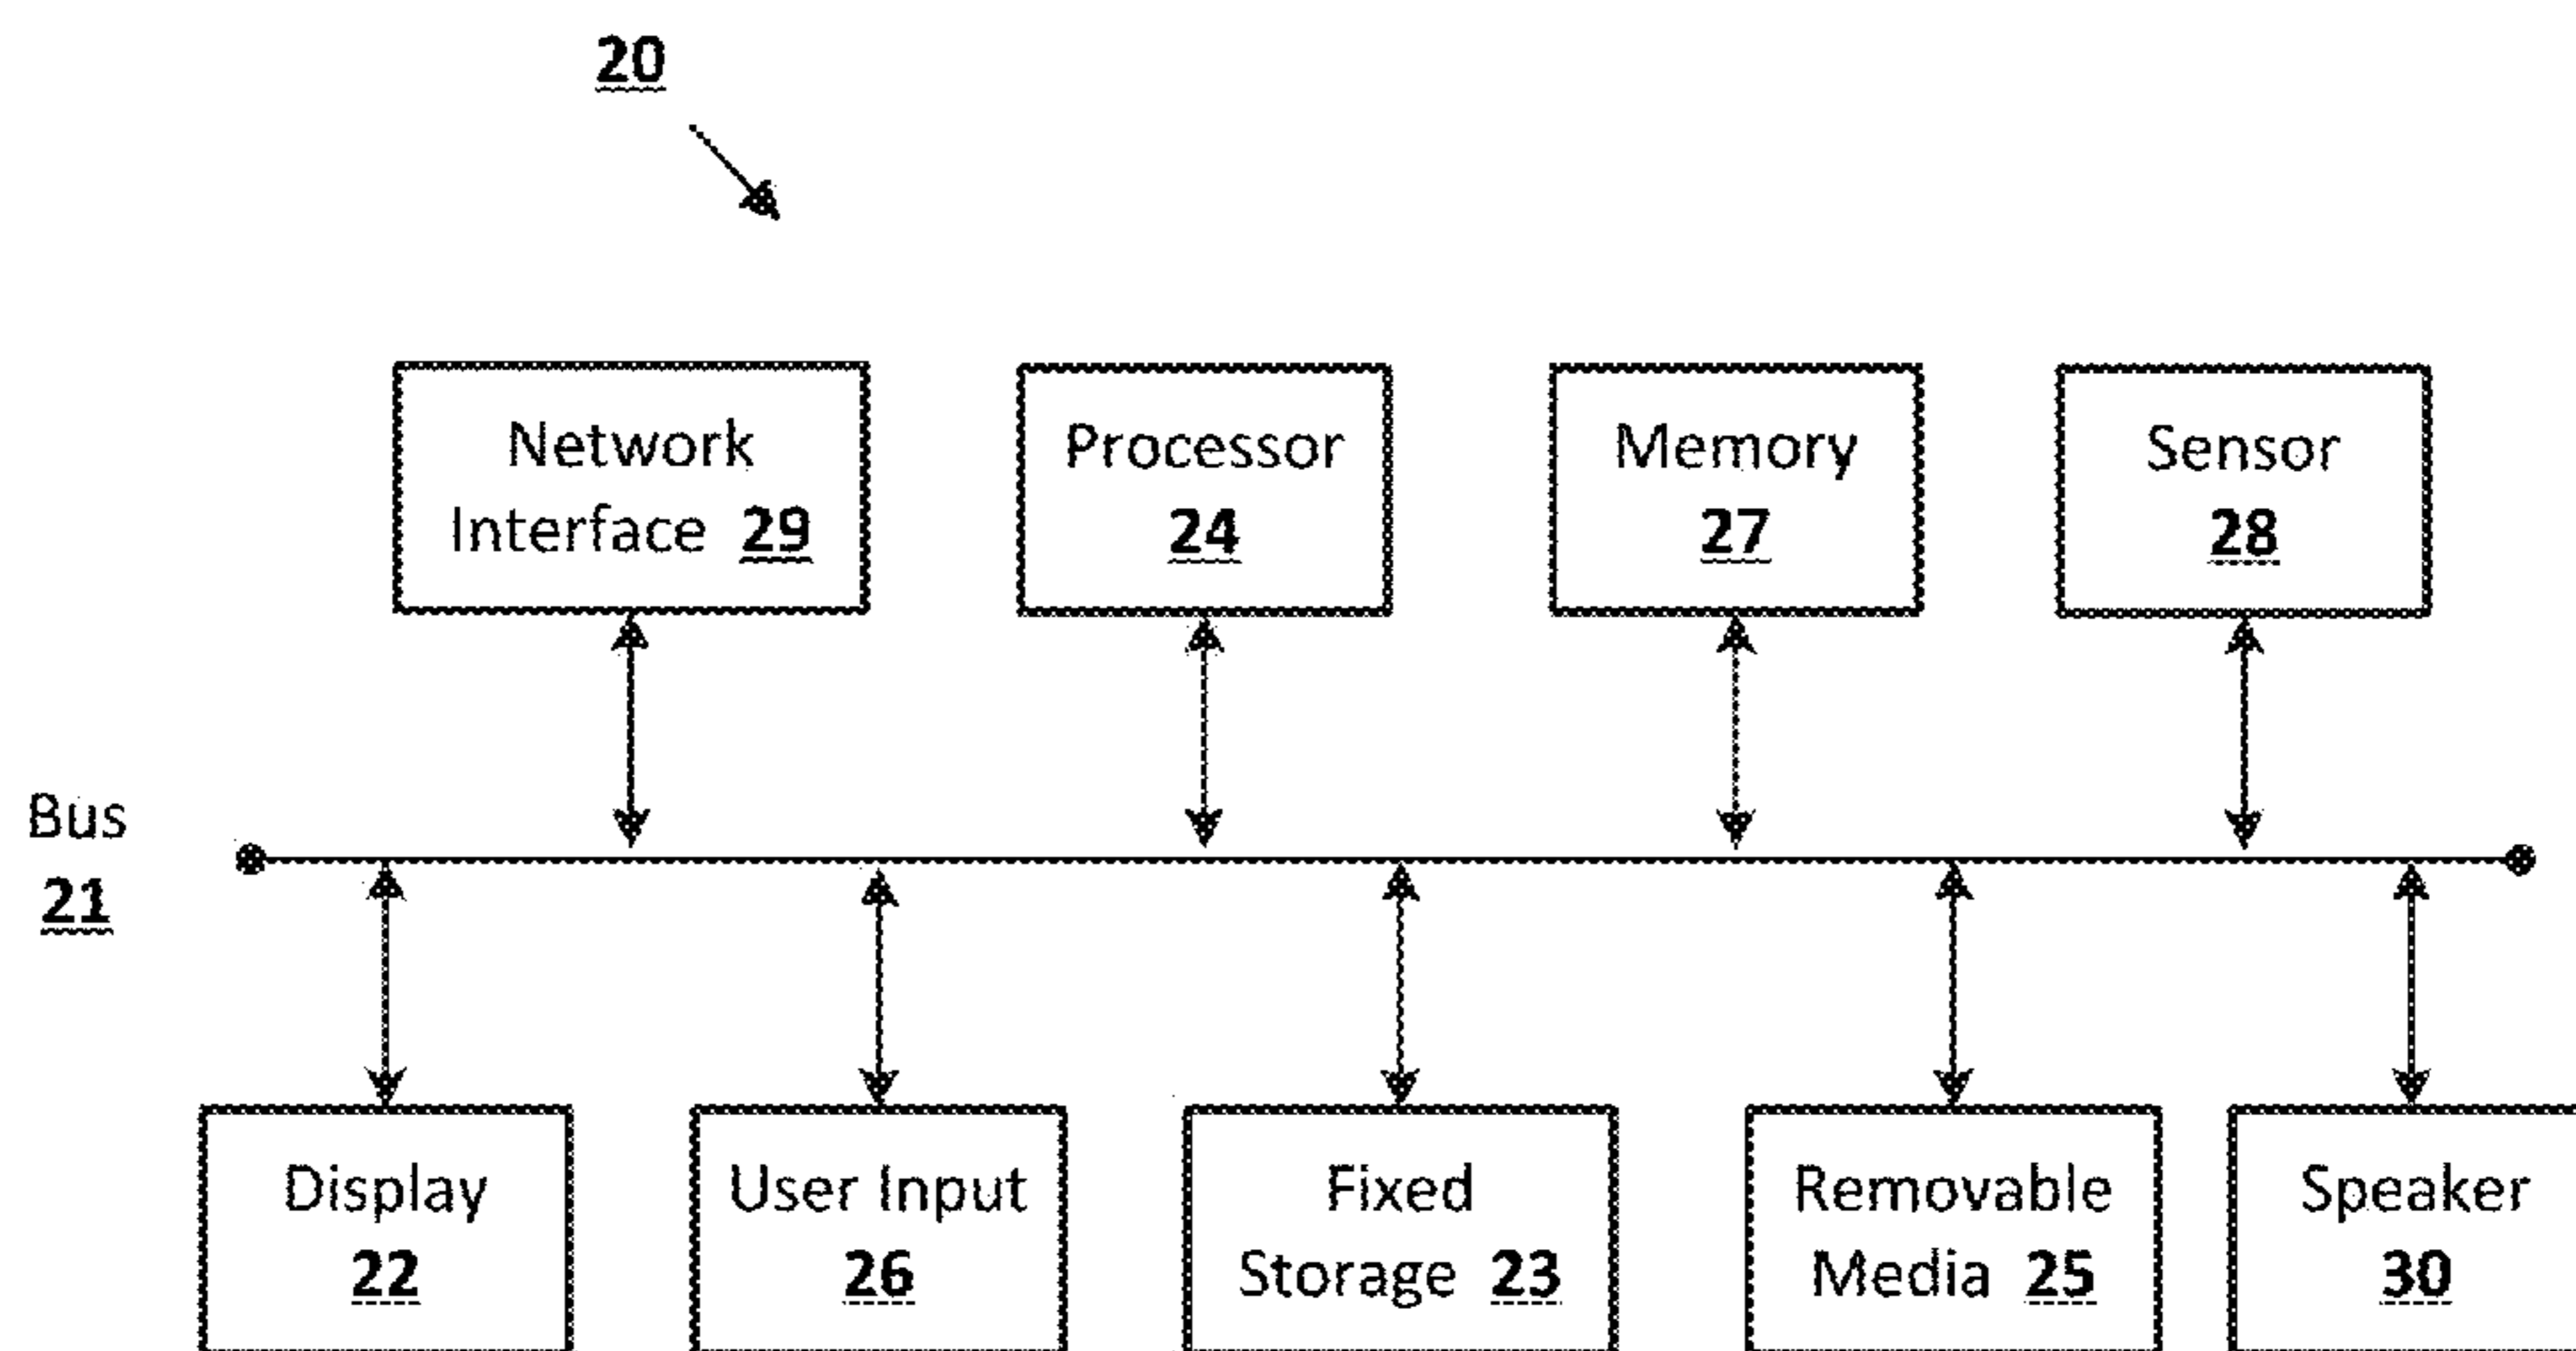 20
Network
Interface 29
Processor
24
Memory
27
Sensor
28
Bus
21
Display
22
User Input
26
Fixed
Storage 23
Removable
Media 25
Speaker
30